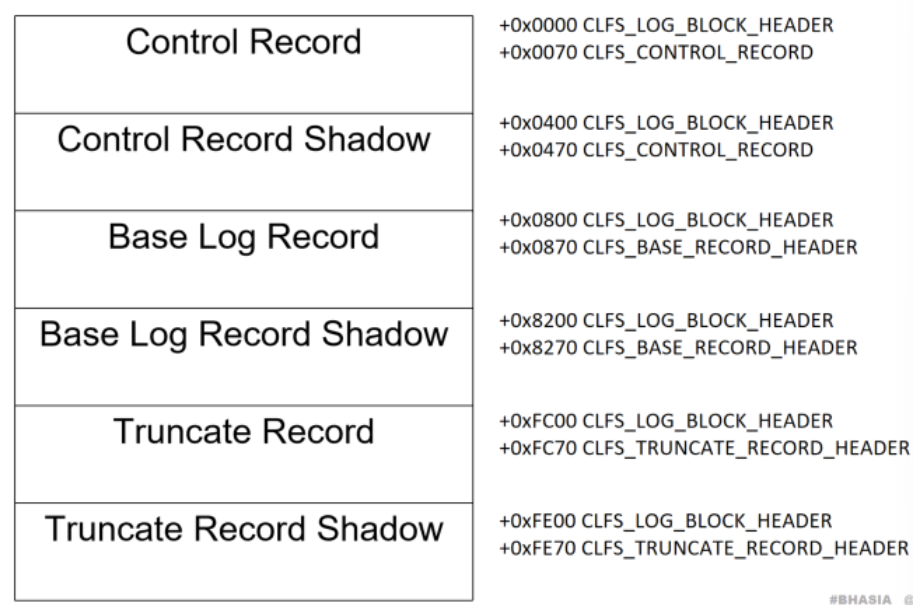 Control Record
+0x0000 CLFS_LOG_BLOCK_HEADER
+0x0070 CLFS_CONTROL_RECORD
Control Record Shadow
+0x0400 CLFS_LOG_BLOCK_HEADER
+0x0470 CLFS_CONTROL_RECORD
Base Log Record
+0x0800 CLFS_LOG_BLOCK_HEADER
+0x0870 CLFS_BASE_RECORD_HEADER
Base Log Record Shadow
+0x8200 CLFS_LOG_BLOCK_HEADER
+0x8270 CLFS_BASE_RECORD_HEADER
Truncate Record
+0xFC00 CLFS_LOG_BLOCK_HEADER
+0xFC70 CLFS_TRUNCATE_RECORD_HEADER
Truncate Record Shadow
+0xFE00 CLFS_LOG_BLOCK_HEADER
+0xFE70 CLFS_TRUNCATE_RECORD_HEADER
#BHASIA @